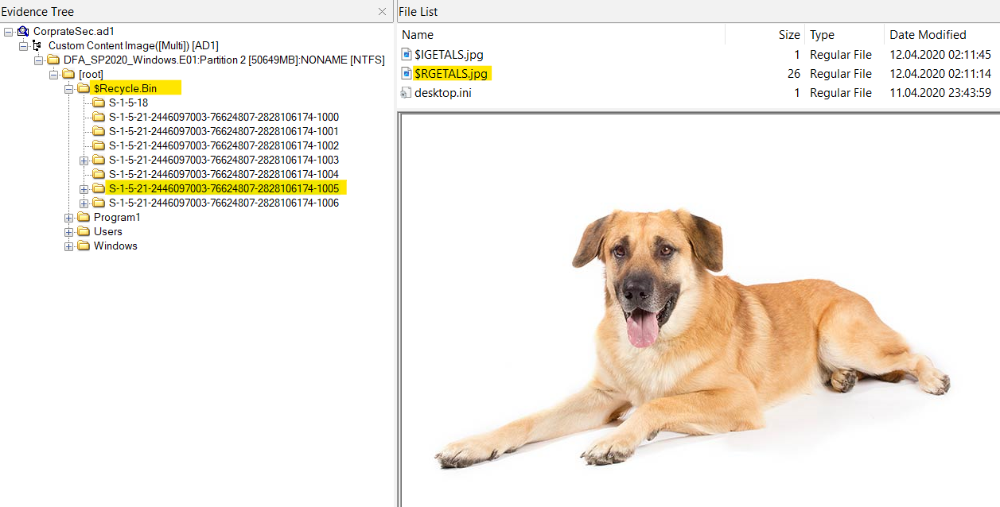 Evidence Tree
CorprateSec.ad1
Custom Content Image([Multi]) [AD1]
DFA_SP2020_Windows.E01:Partition 2 [50649MB]:NONAME [NTFS]
[root]
$Recycle.Bin
S-1-5-18
S-1-5-21-2446097003-76624807-2828106174-1000
S-1-5-21-2446097003-76624807-2828106174-1001
S-1-5-21-2446097003-76624807-2828106174-1002
S-1-5-21-2446097003-76624807-2828106174-1003
S-1-5-21-2446097003-76624807-2828106174-1004
S-1-5-21-2446097003-76624807-2828106174-1005
S-1-5-21-2446097003-76624807-2828106174-1006
Program1
Users
Windows
File List
Name Size Type Date Modified
$IGETALS.jpg 1 Regular File 12.04.2020 02:11:45
$RGETALS.jpg 26 Regular File 12.04.2020 02:11:14
desktop.ini 1 Regular File 11.04.2020 23:43:59